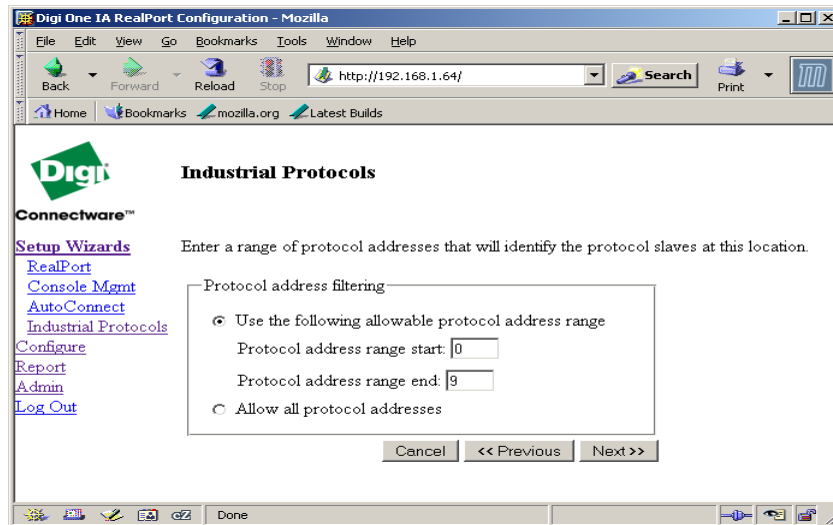 Digi One IA RealPort Configuration - Mozilla
File Edit View Go Bookmarks Tools Window Help
Back Forward Reload Stop http://192.168.1.64/ Search Print
Home Bookmarks mozilla.org Latest Builds
Digi
Connectware™
Industrial Protocols
Setup Wizards
RealPort
Console Mgmt
AutoConnect
Industrial Protocols
Configure
Report
Admin
Log Out
Enter a range of protocol addresses that will identify the protocol slaves at this location.
Protocol address filtering
Use the following allowable protocol address range
Protocol address range start: 0
Protocol address range end: 9
Allow all protocol addresses
Cancel << Previous Next >>
Done